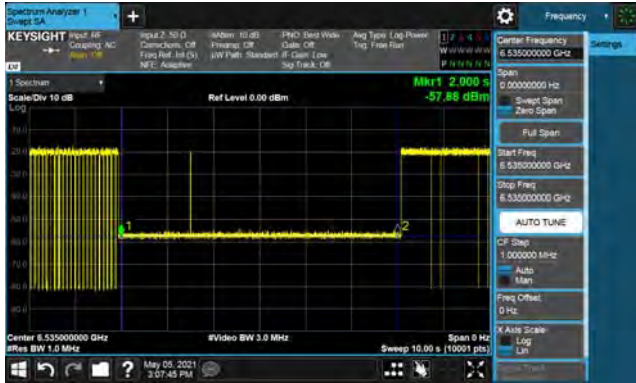 Spectrum Analyzer 1
Swept SA
+
Frequency
KEYSIGHT
Input: RF
Coupling: AC
Align: Off
Input Z: 50 Ω
Corrections: Off
Freq Ref: Int (S)
NFE: Adaptive
Atten: 10 dB
Preamp: Off
µW Path: Standard
PNO: Best Wide
Gate: Off
IF Gain: Low
Sig Track: Off
Avg Type: Log-Power
Trig: Free Run
1 2 3 4 5 6
W W W W W W
P N N N N N
1 Spectrum
Scale/Div 10 dB
Ref Level 0.00 dBm
Mkr1 2.000 s
-57.88 dBm
Log
1
2
Center 6.535000000 GHz
#Res BW 1.0 MHz
#Video BW 3.0 MHz
Span 0 Hz
Sweep 10.00 s (10001 pts)
May 05, 2021
3:07:45 PM
?
Center Frequency
6.535000000 GHz
Settings
Span
0.00000000 Hz
Swept Span
Zero Span
Full Span
Start Freq
6.535000000 GHz
Stop Freq
6.535000000 GHz
AUTO TUNE
CF Step
1.000000 MHz
Auto
Man
Freq Offset
0 Hz
X Axis Scale
Log
Lin